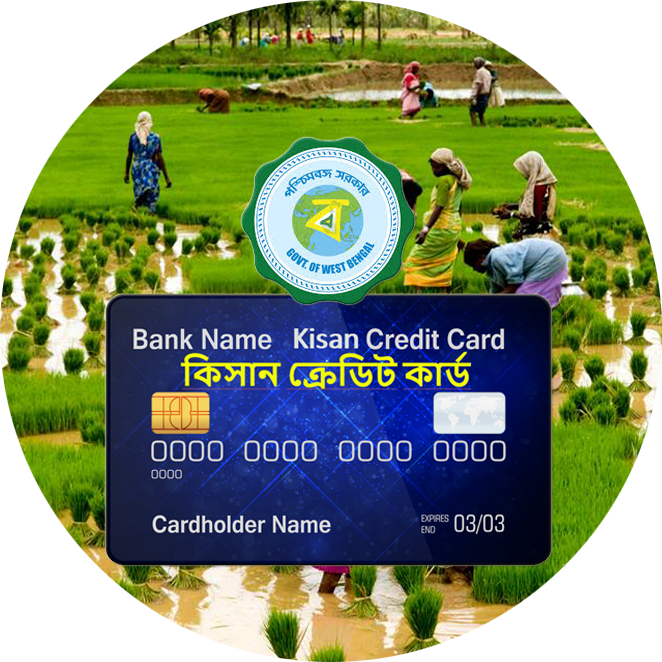 পশ্চিমবঙ্গ সরকার
ব
GOVT. OF WEST BENGAL
Bank Name Kisan Credit Card
কিসান ক্রেডিট কার্ড
0000 0000 0000 0000
0000
Cardholder Name EXPIRES END 03/03